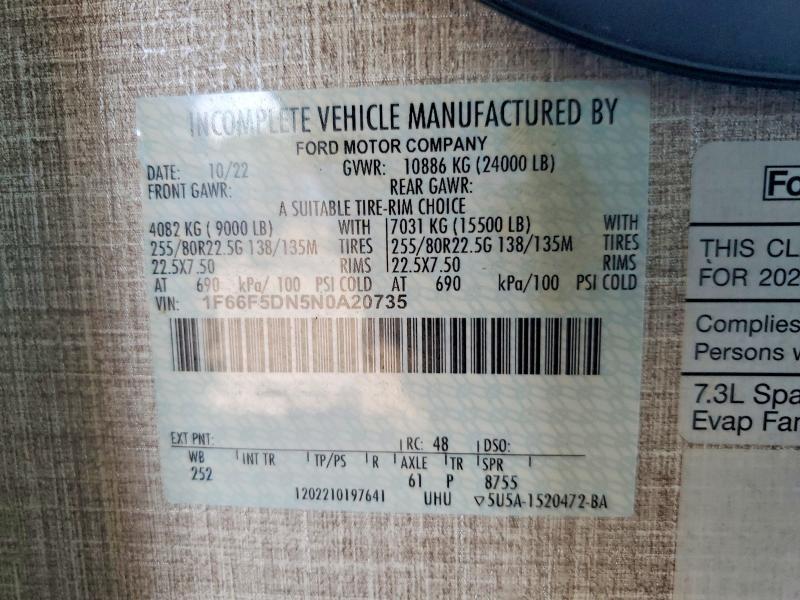 INCOMPLETE VEHICLE MANUFACTURED BY
FORD MOTOR COMPANY
DATE: 10/22 GVWR: 10886 KG (24000 LB)
FRONT GAWR: REAR GAWR:
A SUITABLE TIRE-RIM CHOICE
4082 KG ( 9000 LB) WITH 7031 KG (15500 LB) WITH
255/80R22.5G 138/135M TIRES 255/80R22.5G 138/135M TIRES
22.5X7.50 RIMS 22.5X7.50 RIMS
AT 690 kPa/ 100 PSI COLD AT 690 kPa/100 PSI COLD
VIN: 1F66F5DN5N0A20735
EXT PNT: RC: 48 DSO:
WB INT TR TP/PS R AXLE TR SPR
252 61 P 8755
1202210197641 UHU ▽5U5A-1520472-BA
Fo
THIS CL
FOR 202
Complies
Persons w
7.3L Spa
Evap Fam